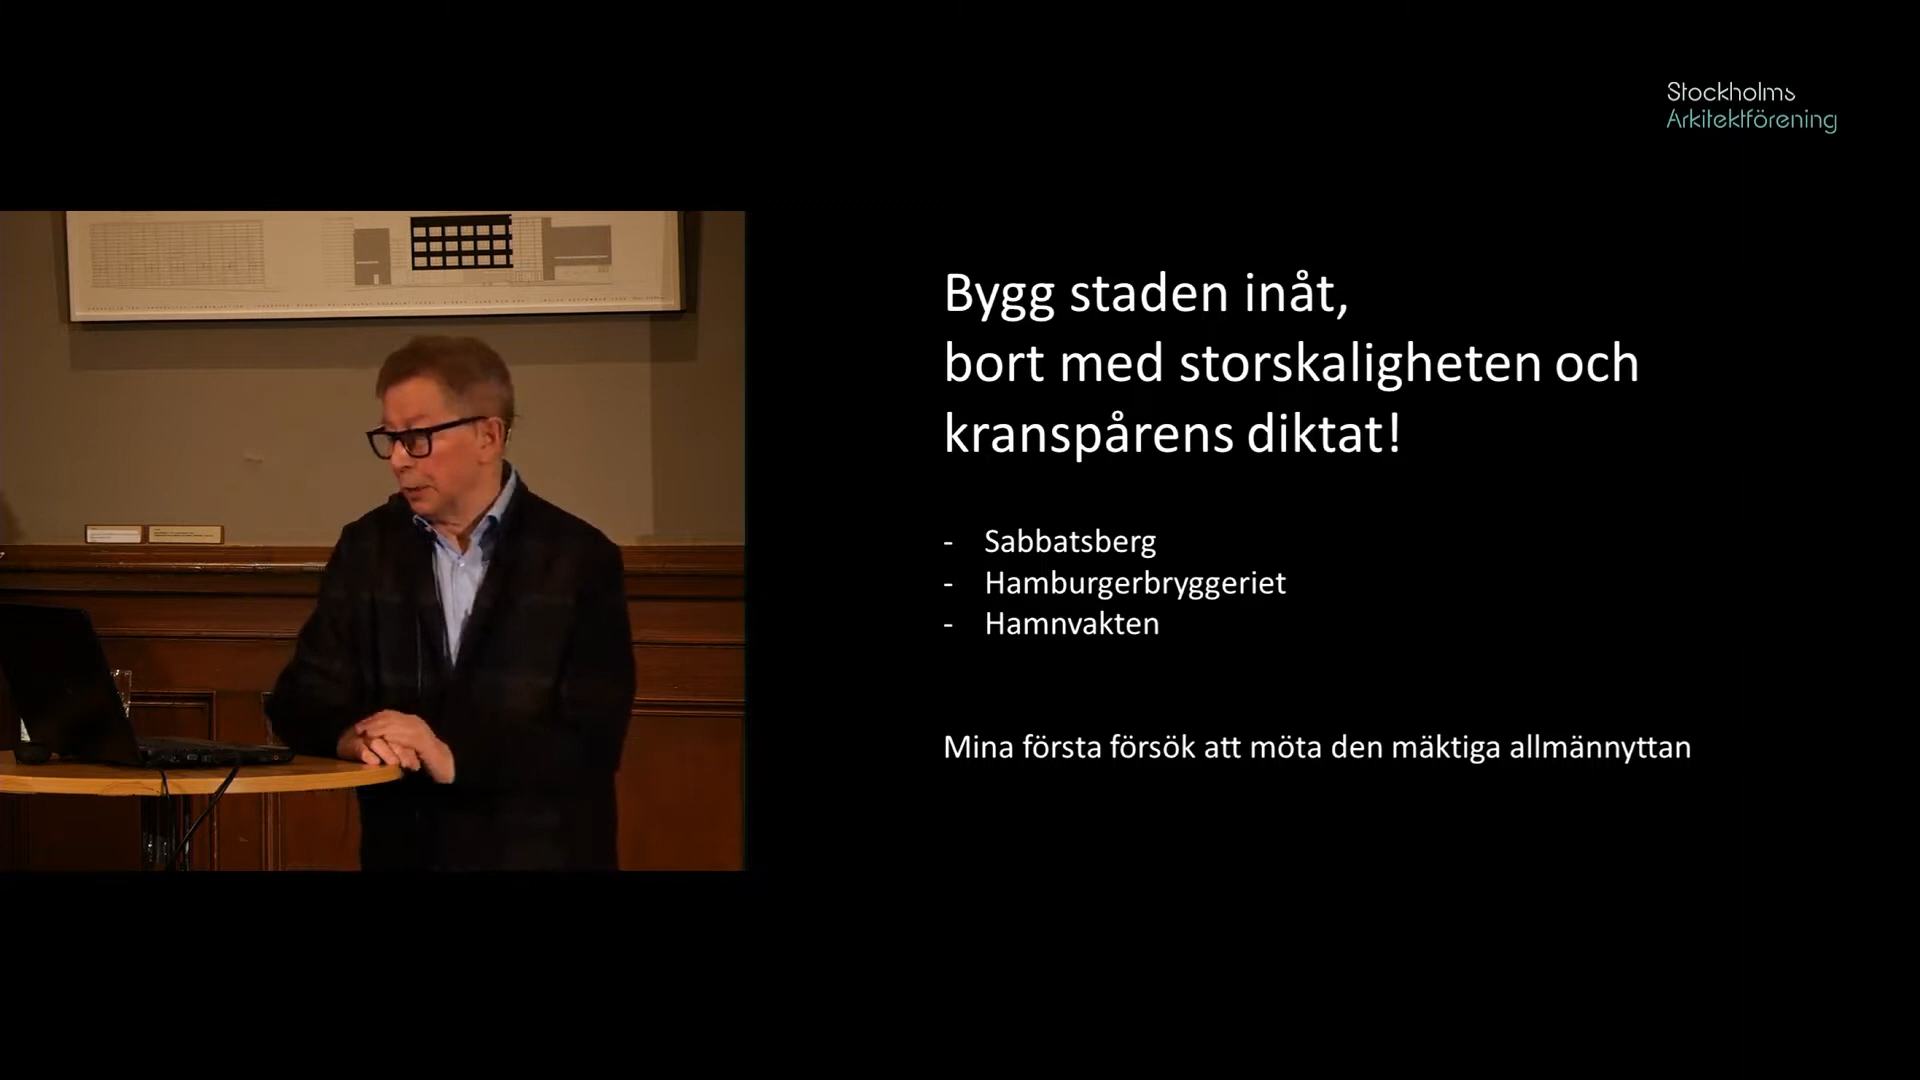 Stockholms
Arkitektförening
Bygg staden inåt,
bort med storskaligheten och
kranspårens diktat!
- Sabbatsberg
- Hamburgerbryggeriet
- Hamnvakten
Mina första försök att möta den mäktiga allmännyttan